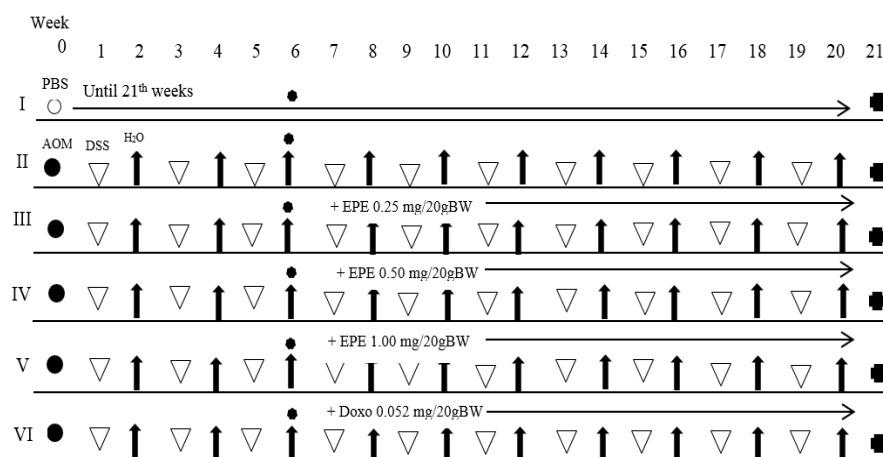 Week
0 1 2 3 4 5 6 7 8 9 10 11 12 13 14 15 16 17 18 19 20 21
PBS
I Until 21th weeks
AOM DSS H2O
II
+ EPE 0.25 mg/20gBW
III
+ EPE 0.50 mg/20gBW
IV
+ EPE 1.00 mg/20gBW
V
+ Doxo 0.052 mg/20gBW
VI